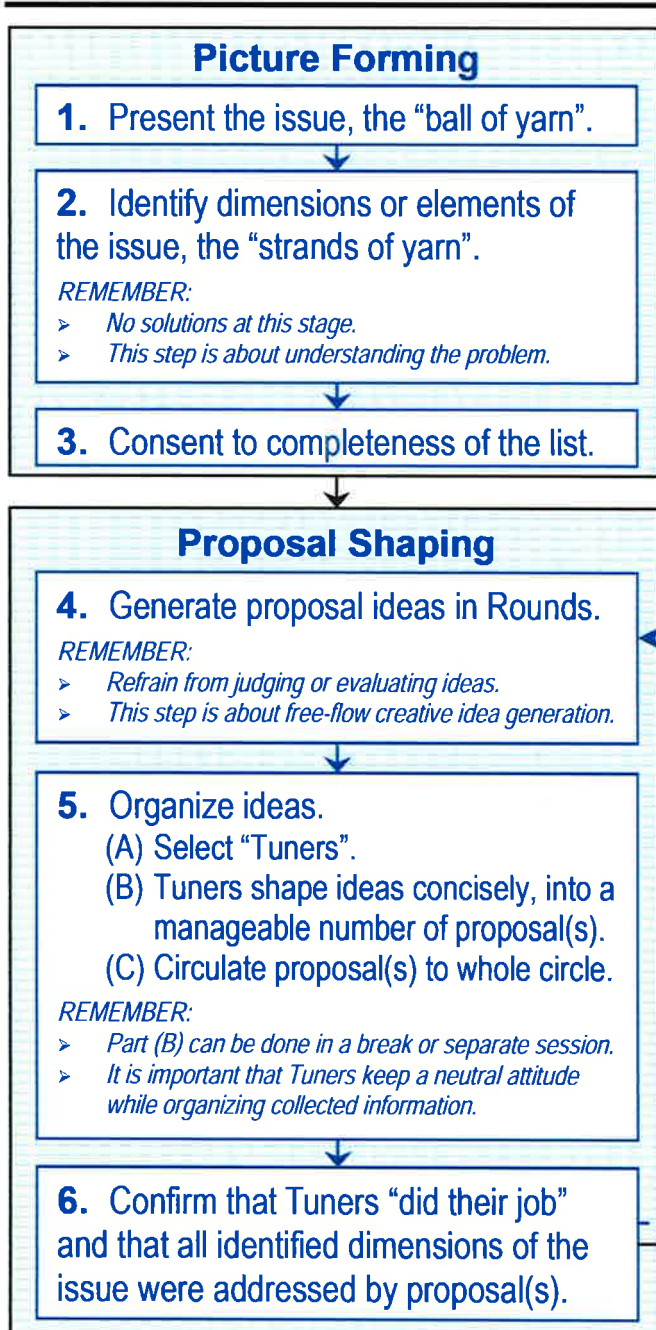 Picture Forming
1. Present the issue, the “ball of yarn”.
2. Identify dimensions or elements of
the issue, the “strands of yarn”.
REMEMBER:
➢ No solutions at this stage.
➢ This step is about understanding the problem.
3. Consent to completeness of the list.
Proposal Shaping
4. Generate proposal ideas in Rounds.
REMEMBER:
➢ Refrain from judging or evaluating ideas.
➢ This step is about free-flow creative idea generation.
5. Organize ideas.
(A) Select “Tuners”.
(B) Tuners shape ideas concisely, into a
manageable number of proposal(s).
(C) Circulate proposal(s) to whole circle.
REMEMBER:
➢ Part (B) can be done in a break or separate session.
➢ It is important that Tuners keep a neutral attitude
while organizing collected information.
6. Confirm that Tuners “did their job”
and that all identified dimensions of the
issue were addressed by proposal(s).